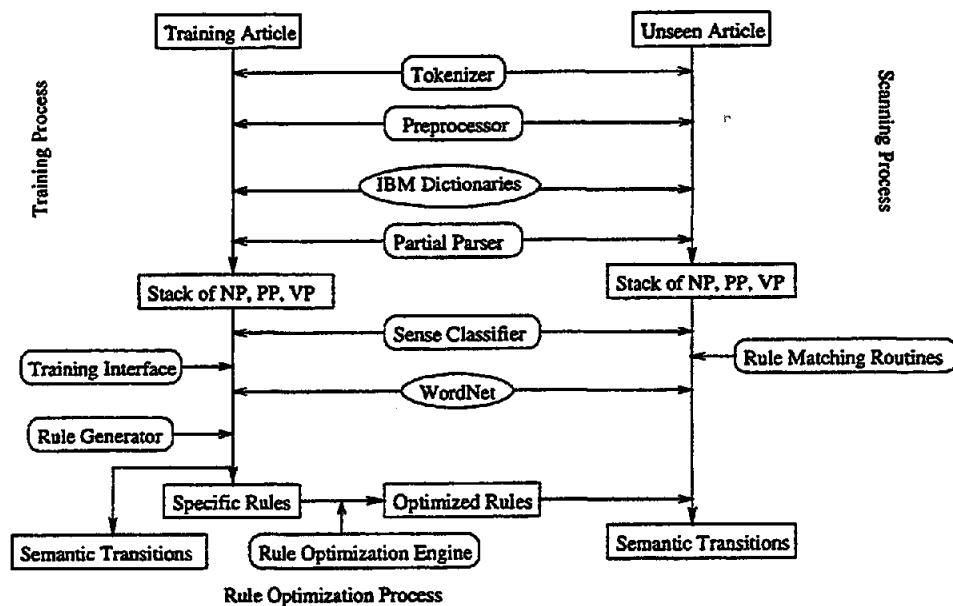 Training Article
Unseen Article
Tokenizer
Training Process
Scanning Process
Preprocessor
IBM Dictionaries
Partial Parser
Stack of NP, PP, VP
Stack of NP, PP, VP
Sense Classifier
Training Interface
Rule Matching Routines
WordNet
Rule Generator
Specific Rules
Optimized Rules
Semantic Transitions
Rule Optimization Engine
Semantic Transitions
Rule Optimization Process